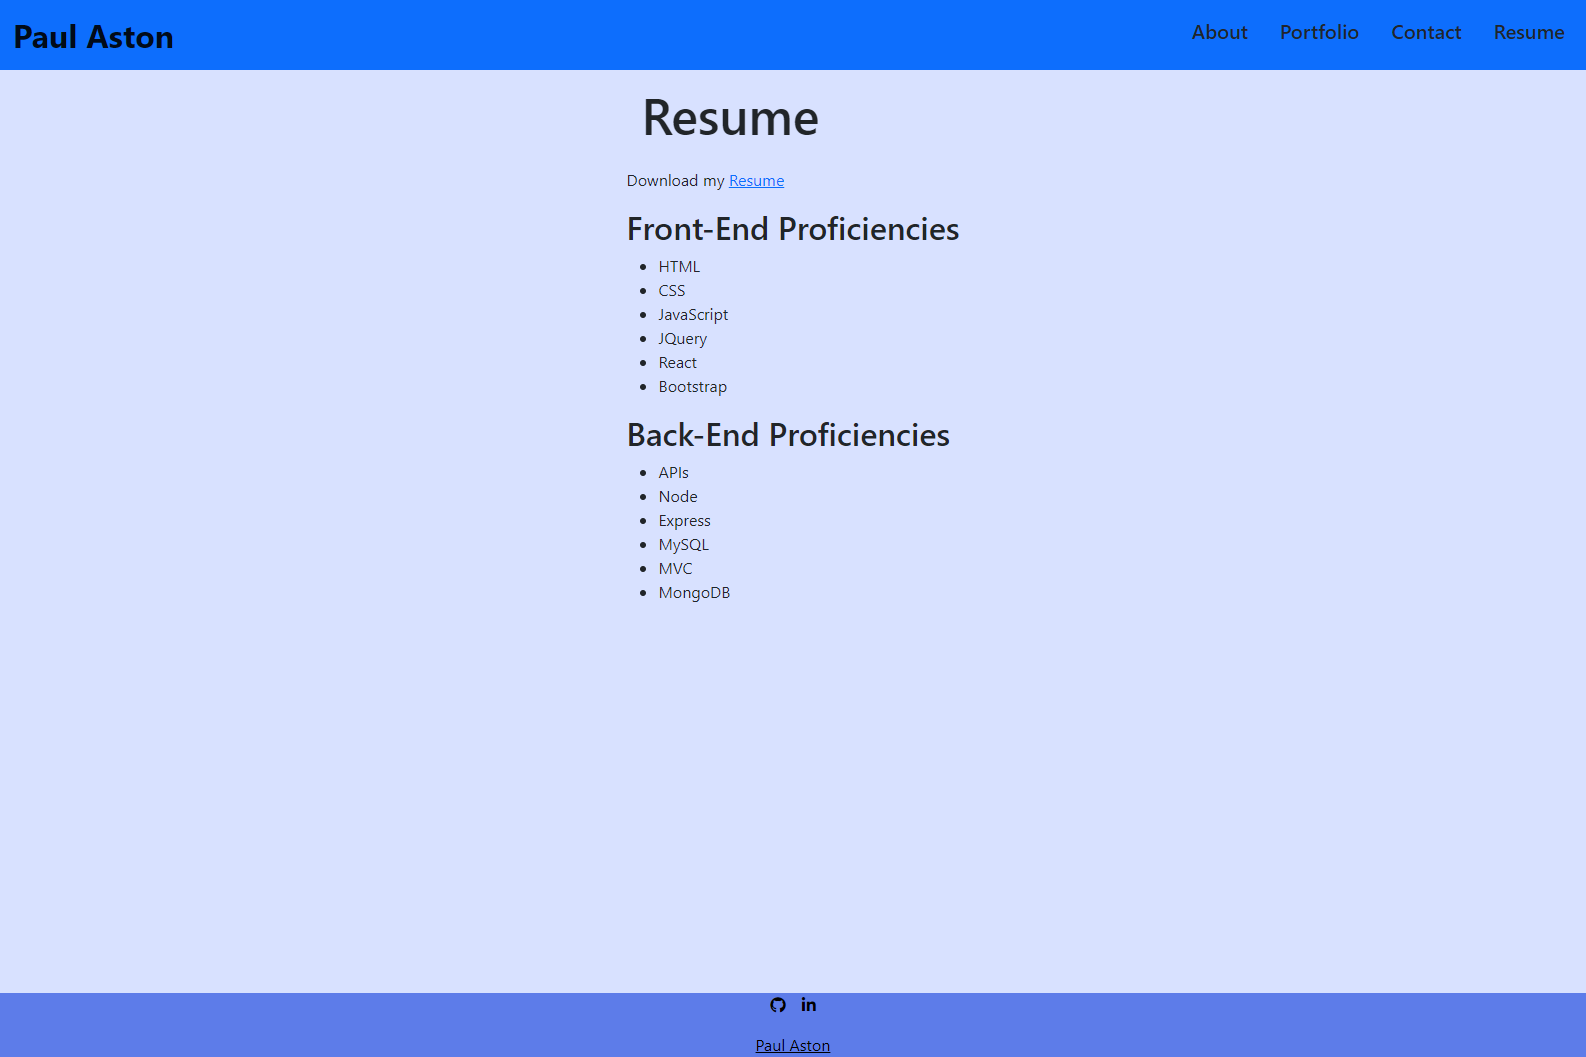 Paul Aston
About Portfolio Contact Resume
Resume
Download my Resume
Front-End Proficiencies
HTML
CSS
JavaScript
JQuery
React
Bootstrap
Back-End Proficiencies
APIs
Node
Express
MySQL
MVC
MongoDB
in
Paul Aston